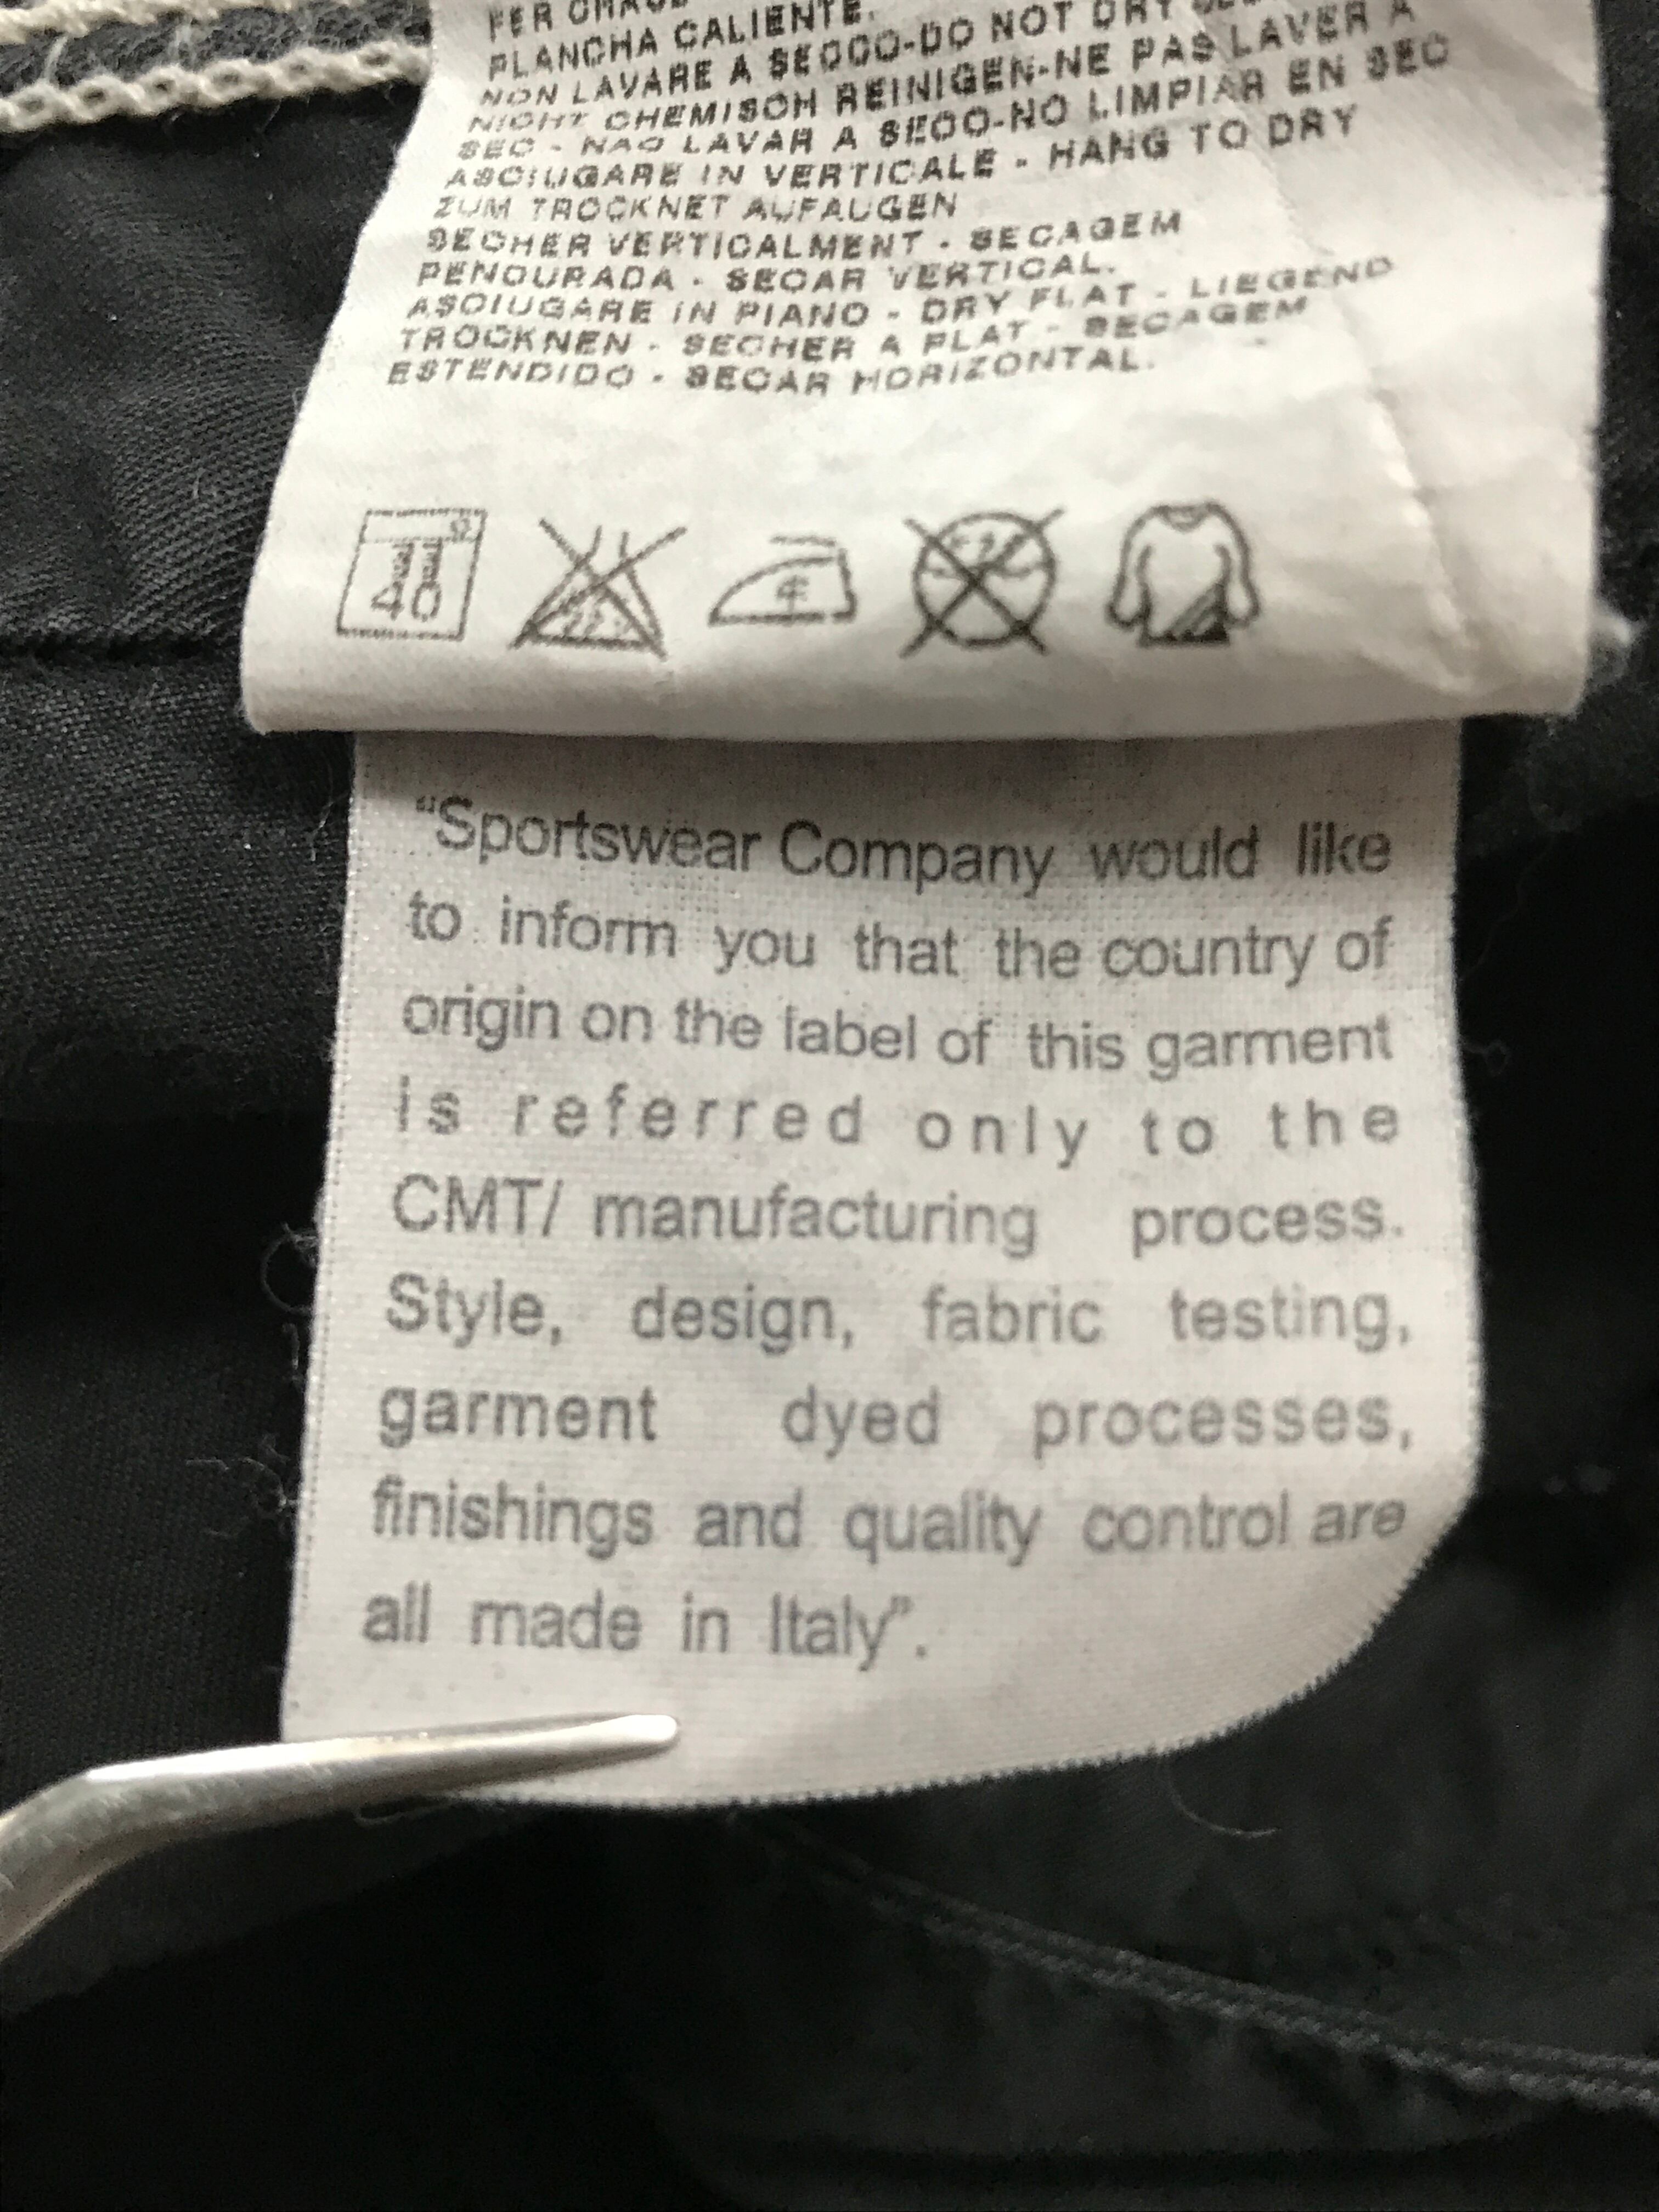 PLANCHA CALIENTE.
NON LAVARE A SECCO-DO NOT DRY
NICHT CHEMISCH REINIGEN-NE PAS LAVER A
SEC - NAO LAVAR A SECO-NO LIMPIAR EN SEC
ASCIUGARE IN VERTICALE - HANG TO DRY
ZUM TROCKNET AUFAUGEN
SECHER VERTICALMENT - SECAGEM
PENDURADA - SECAR VERTICAL.
ASCIUGARE IN PIANO - DRY FLAT - LIEGEND
TROCKNEN - SECHER A PLAT - SECAGEM
ESTENDIDO - SECAR HORIZONTAL.
40
“Sportswear Company would like
to inform you that the country of
origin on the label of this garment
is referred only to the
CMT/ manufacturing process.
Style, design, fabric testing,
garment dyed processes,
finishings and quality control are
all made in Italy”.